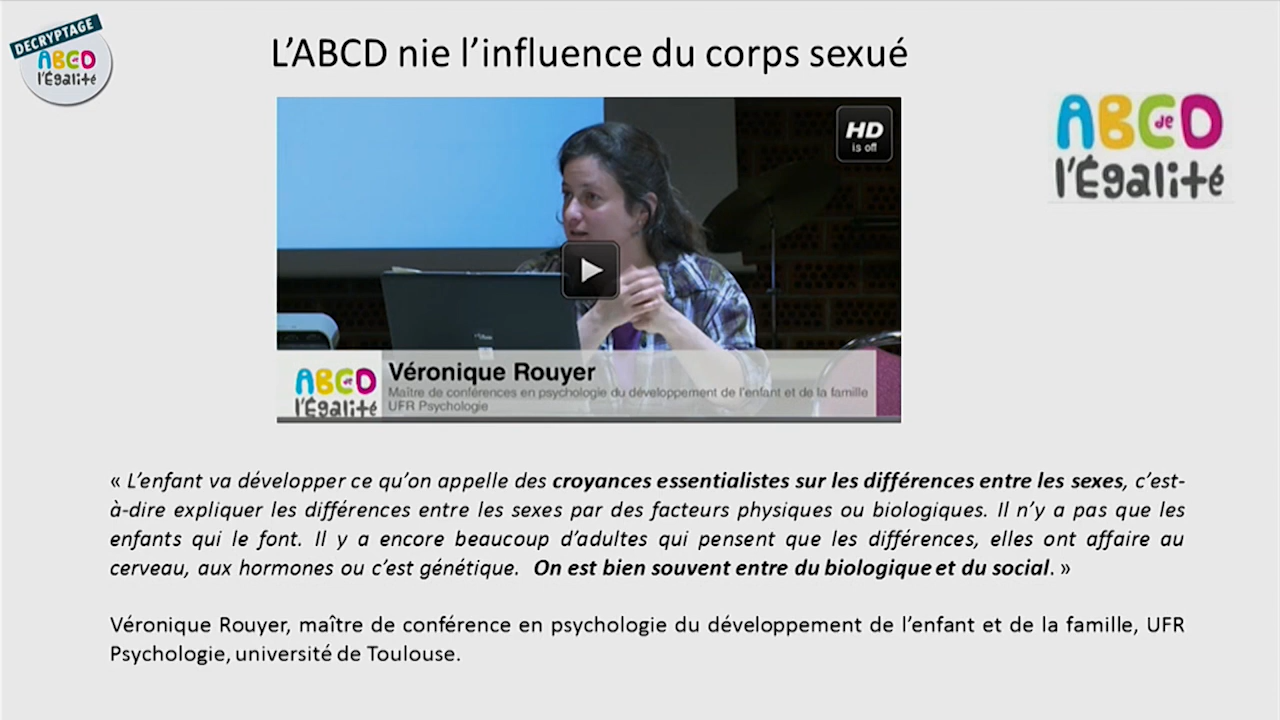 DECRYPTAGE
ABCD
l'Égalité
L'ABCD nie l'influence du corps sexué
HD
is off
ABCD
de
l'Égalité
ABCD
de
l'Égalité
Véronique Rouyer
Maître de conférences en psychologie du développement de l'enfant et de la famille
UFR Psychologie
« L'enfant va développer ce qu'on appelle des croyances essentialistes sur les différences entre les sexes, c'est-
à-dire expliquer les différences entre les sexes par des facteurs physiques ou biologiques. Il n'y a pas que les
enfants qui le font. Il y a encore beaucoup d'adultes qui pensent que les différences, elles ont affaire au
cerveau, aux hormones ou c'est génétique. On est bien souvent entre du biologique et du social. »
Véronique Rouyer, maître de conférence en psychologie du développement de l'enfant et de la famille, UFR
Psychologie, université de Toulouse.